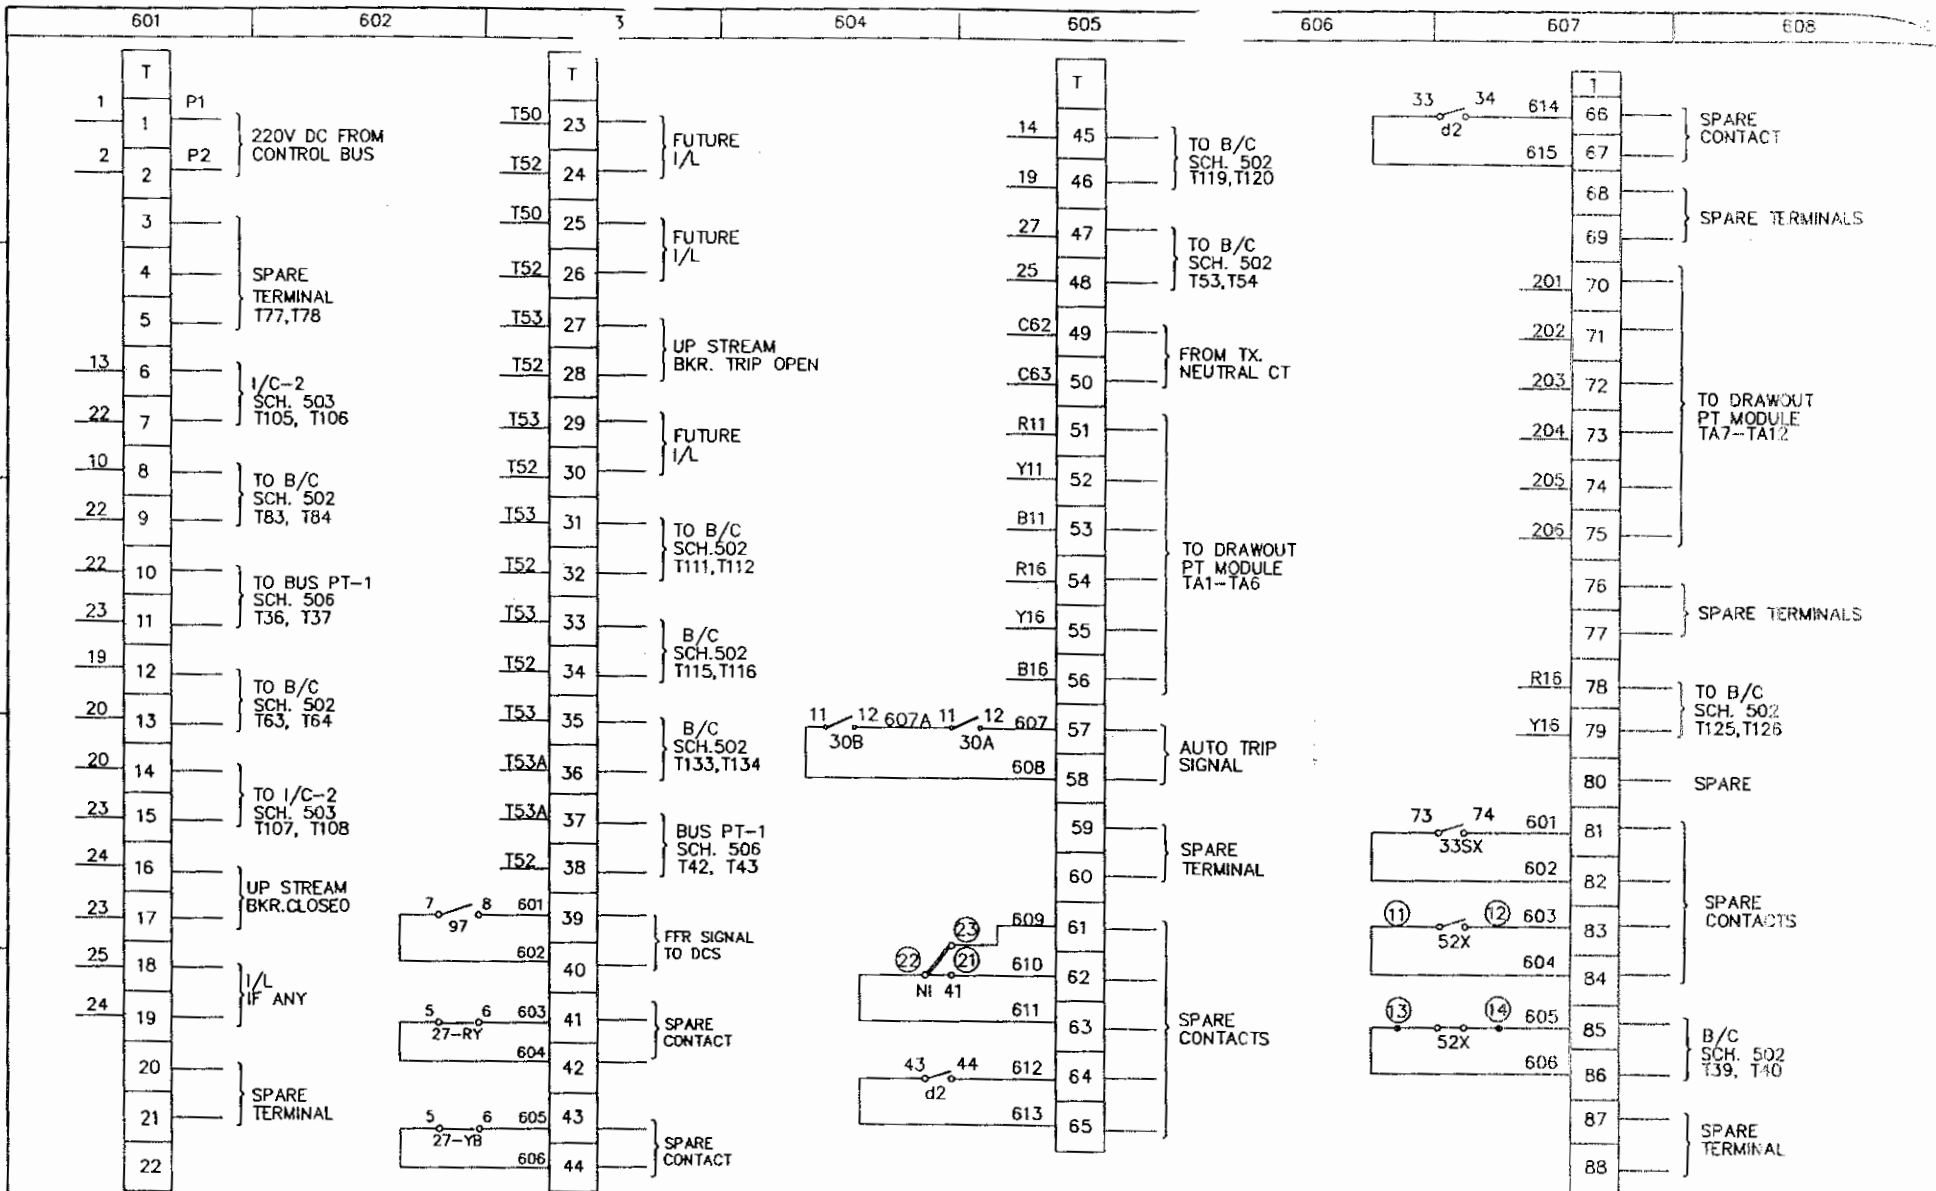 601 602 3 604 605 606 607 608
T
1 1 P1
2 2 P2
220V DC FROM
CONTROL BUS
3
4
5
SPARE
TERMINAL
T77,T78
13 6
22 7
I/C-2
SCH. 503
T105, T106
10 8
22 9
TO B/C
SCH. 502
T83, T84
22 10
23 11
TO BUS PT-1
SCH. 506
T36, T37
19 12
20 13
TO B/C
SCH. 502
T63, T64
20 14
23 15
TO I/C-2
SCH. 503
T107, T108
24 16
23 17
UP STREAM
BKR.CLOSED
25 18
24 19
I/L
IF ANY
20
21
SPARE
TERMINAL
22
T
T50 23
T52 24
FUTURE
I/L
T50 25
T52 26
FUTURE
I/L
T53 27
T52 28
UP STREAM
BKR. TRIP OPEN
T53 29
T52 30
FUTURE
I/L
T53 31
T52 32
TO B/C
SCH.502
T111,T112
T53 33
T52 34
B/C
SCH.502
T115,T116
T53 35
T53A 36
B/C
SCH.502
T133,T134
T53A 37
T52 38
BUS PT-1
SCH. 506
T42, T43
7 8 601 39
97
602 40
FFR SIGNAL
TO DCS
5 6 603 41
27-RY
604 42
SPARE
CONTACT
5 6 605 43
27-YB
606 44
SPARE
CONTACT
T
14 45
19 46
TO B/C
SCH. 502
T119,T120
27 47
25 48
TO B/C
SCH. 502
T53,T54
C62 49
C63 50
FROM TX.
NEUTRAL CT
R11 51
Y11 52
B11 53
R16 54
Y16 55
B16 56
TO DRAWOUT
PT MODULE
TA1-TA6
11 12 607A 11 12 607 57
30B 30A
608 58
AUTO TRIP
SIGNAL
59
60
SPARE
TERMINAL
23 609 61
22 21 610 62
NI 41
611 63
43 44 612 64
d2
613 65
SPARE
CONTACTS
T
33 34 614 66
d2
615 67
SPARE
CONTACT
68
69
SPARE TERMINALS
201 70
202 71
203 72
204 73
205 74
206 75
TO DRAWOUT
PT MODULE
TA7-TA12
76
77
SPARE TERMINALS
R16 78
Y16 79
TO B/C
SCH. 502
T125,T126
80 SPARE
73 74 601 81
33SX
602 82
11 12 603 83
52X
604 84
SPARE
CONTACTS
13 14 605 85
52X
606 86
B/C
SCH. 502
T39, T40
87
88
SPARE
TERMINAL